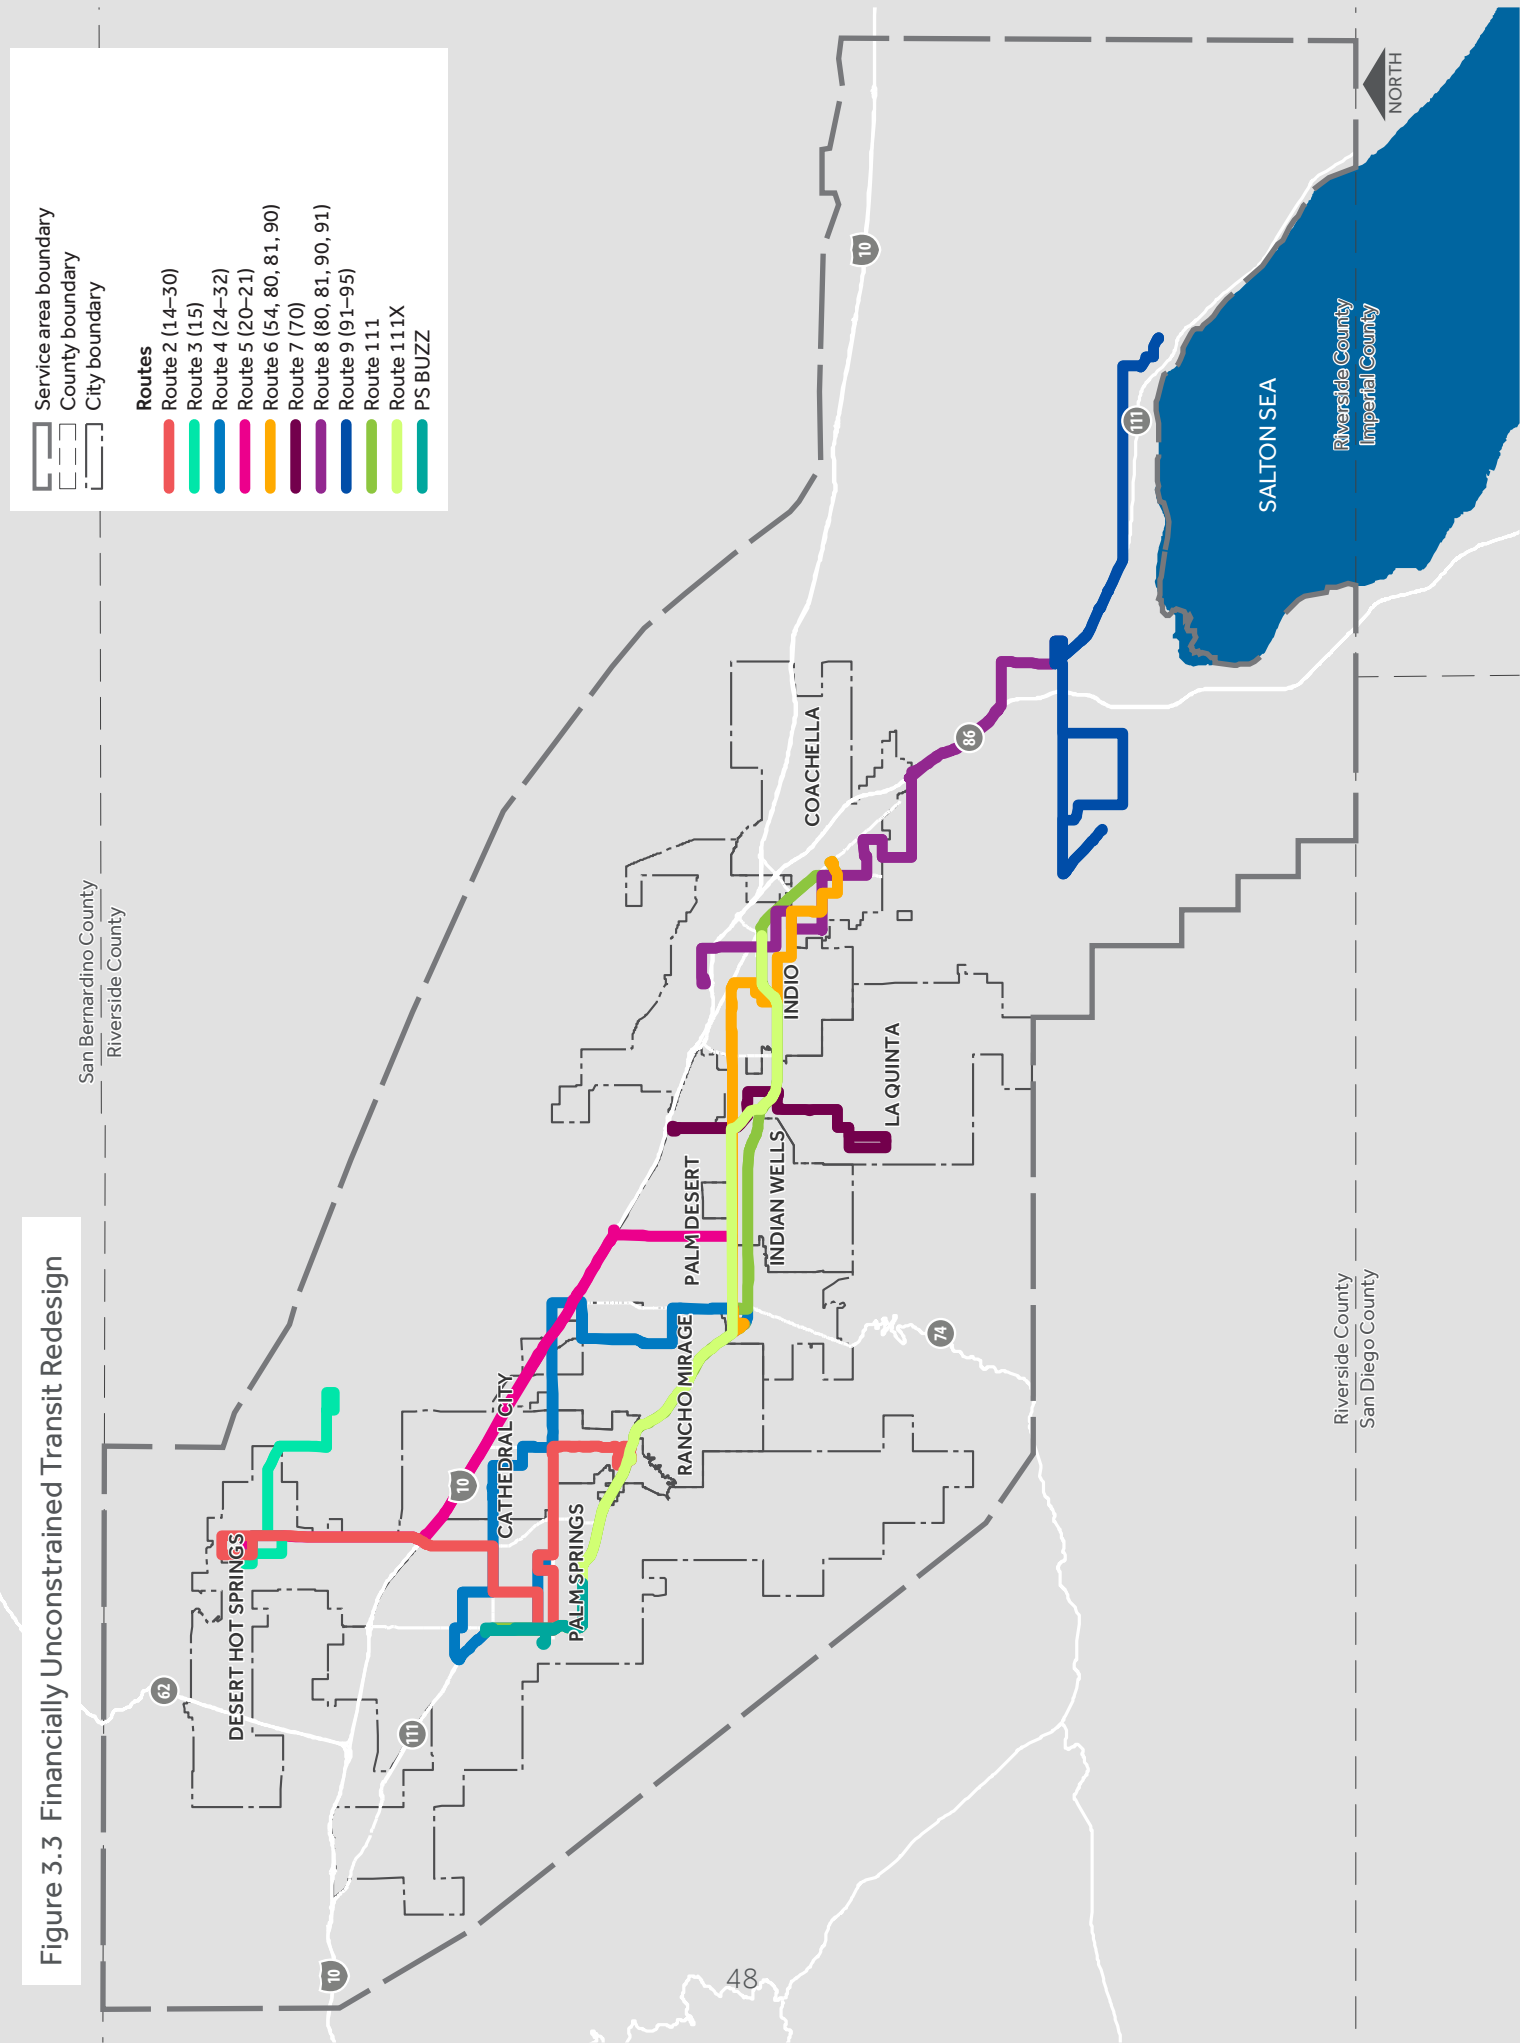 Figure 3.3 Financially Unconstrained Transit Redesign
Service area boundary
County boundary
City boundary
Routes
Route 2 (14–30)
Route 3 (15)
Route 4 (24–32)
Route 5 (20–21)
Route 6 (54, 80, 81, 90)
Route 7 (70)
Route 8 (80, 81, 90, 91)
Route 9 (91–95)
Route 111
Route 111X
PS BUZZ
San Bernardino County
Riverside County
62
DESERT HOT SPRINGS
10
111
10
CATHEDRAL CITY
PALM SPRINGS
RANCHO MIRAGE
PALM DESERT
INDIAN WELLS
LA QUINTA
INDIO
COACHELLA
10
86
74
111
SALTON SEA
Riverside County
Imperial County
Riverside County
San Diego County
NORTH
48